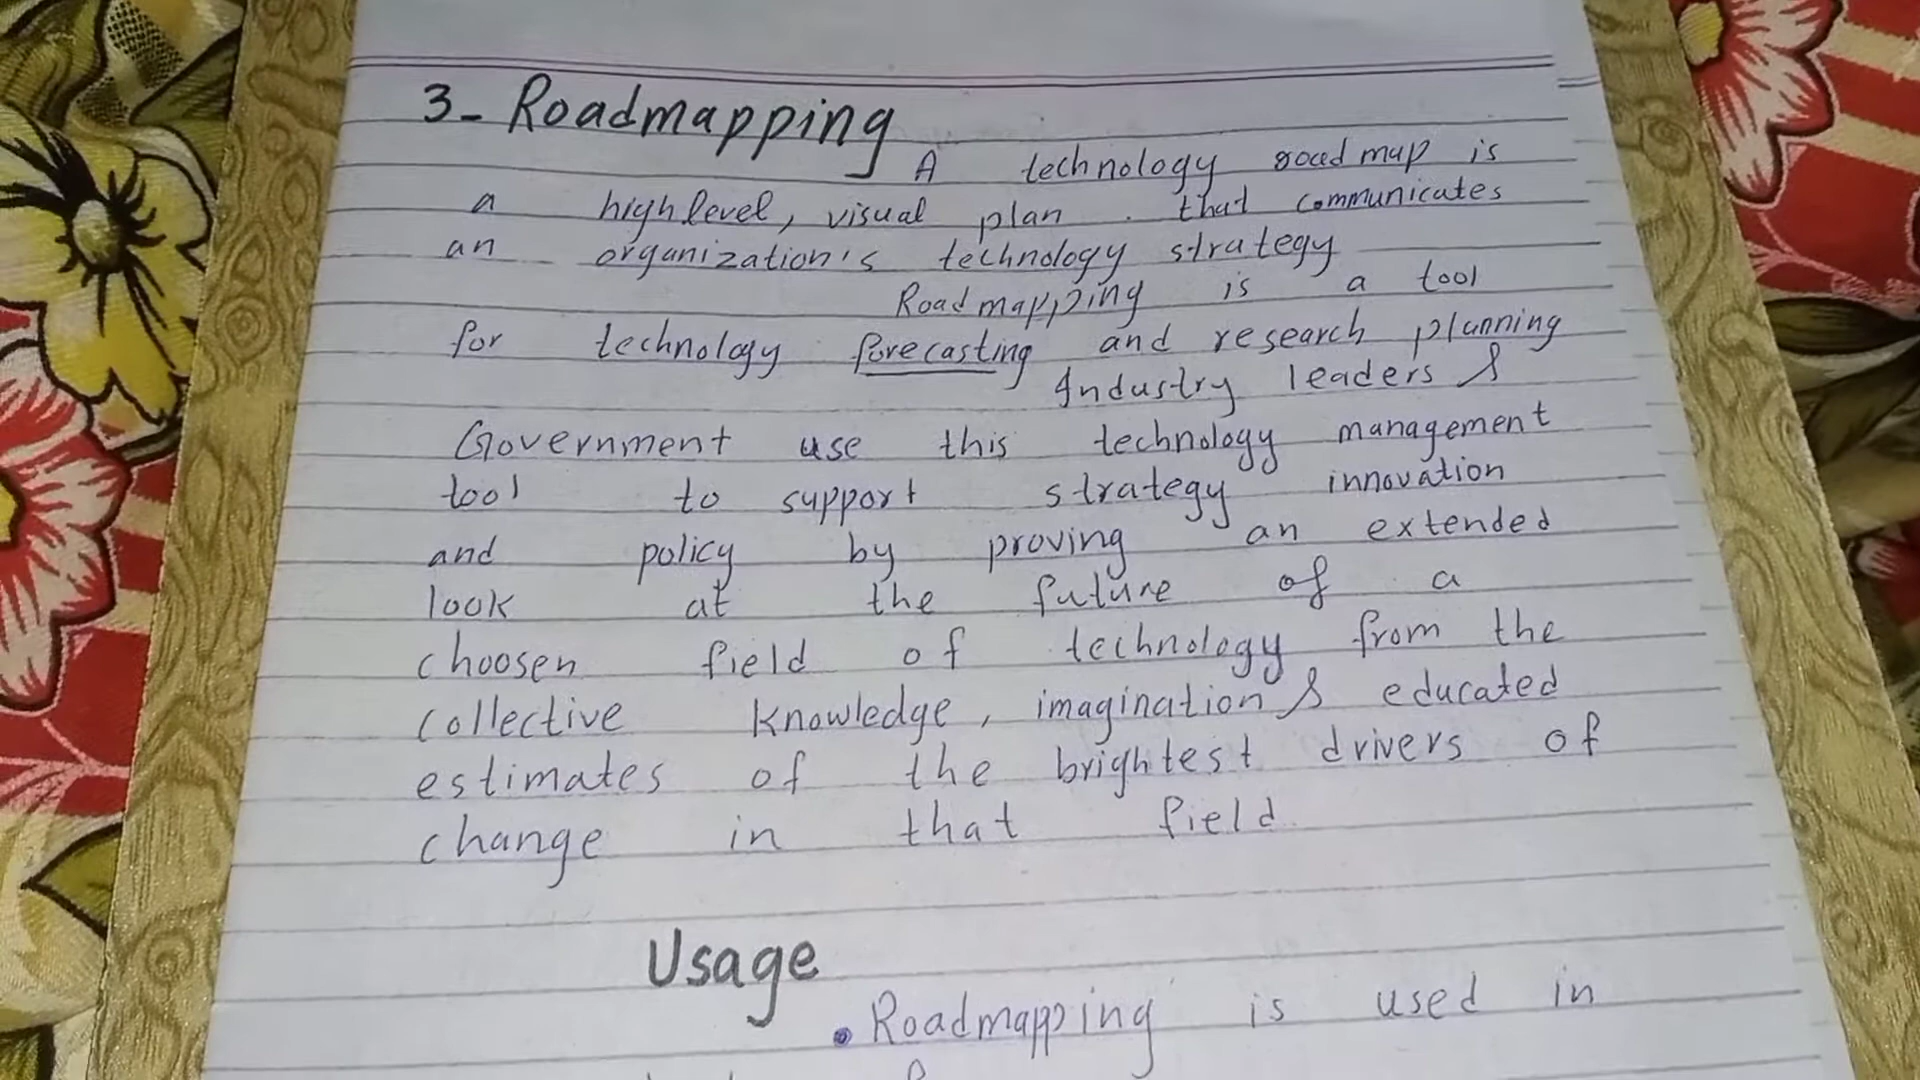 3- Roadmapping
A technology road map is
a high level, visual plan that communicates
an organization's technology strategy
Road mapping is a tool
for technology forecasting and research planning
Industry leaders &
Government use this technology management
tool to support strategy innovation
and policy by proving an extended
look at the future of a
choosen field of technology from the
collective knowledge, imagination & educated
estimates of the brightest drivers of
change in that field.
Usage
• Roadmapping is used in